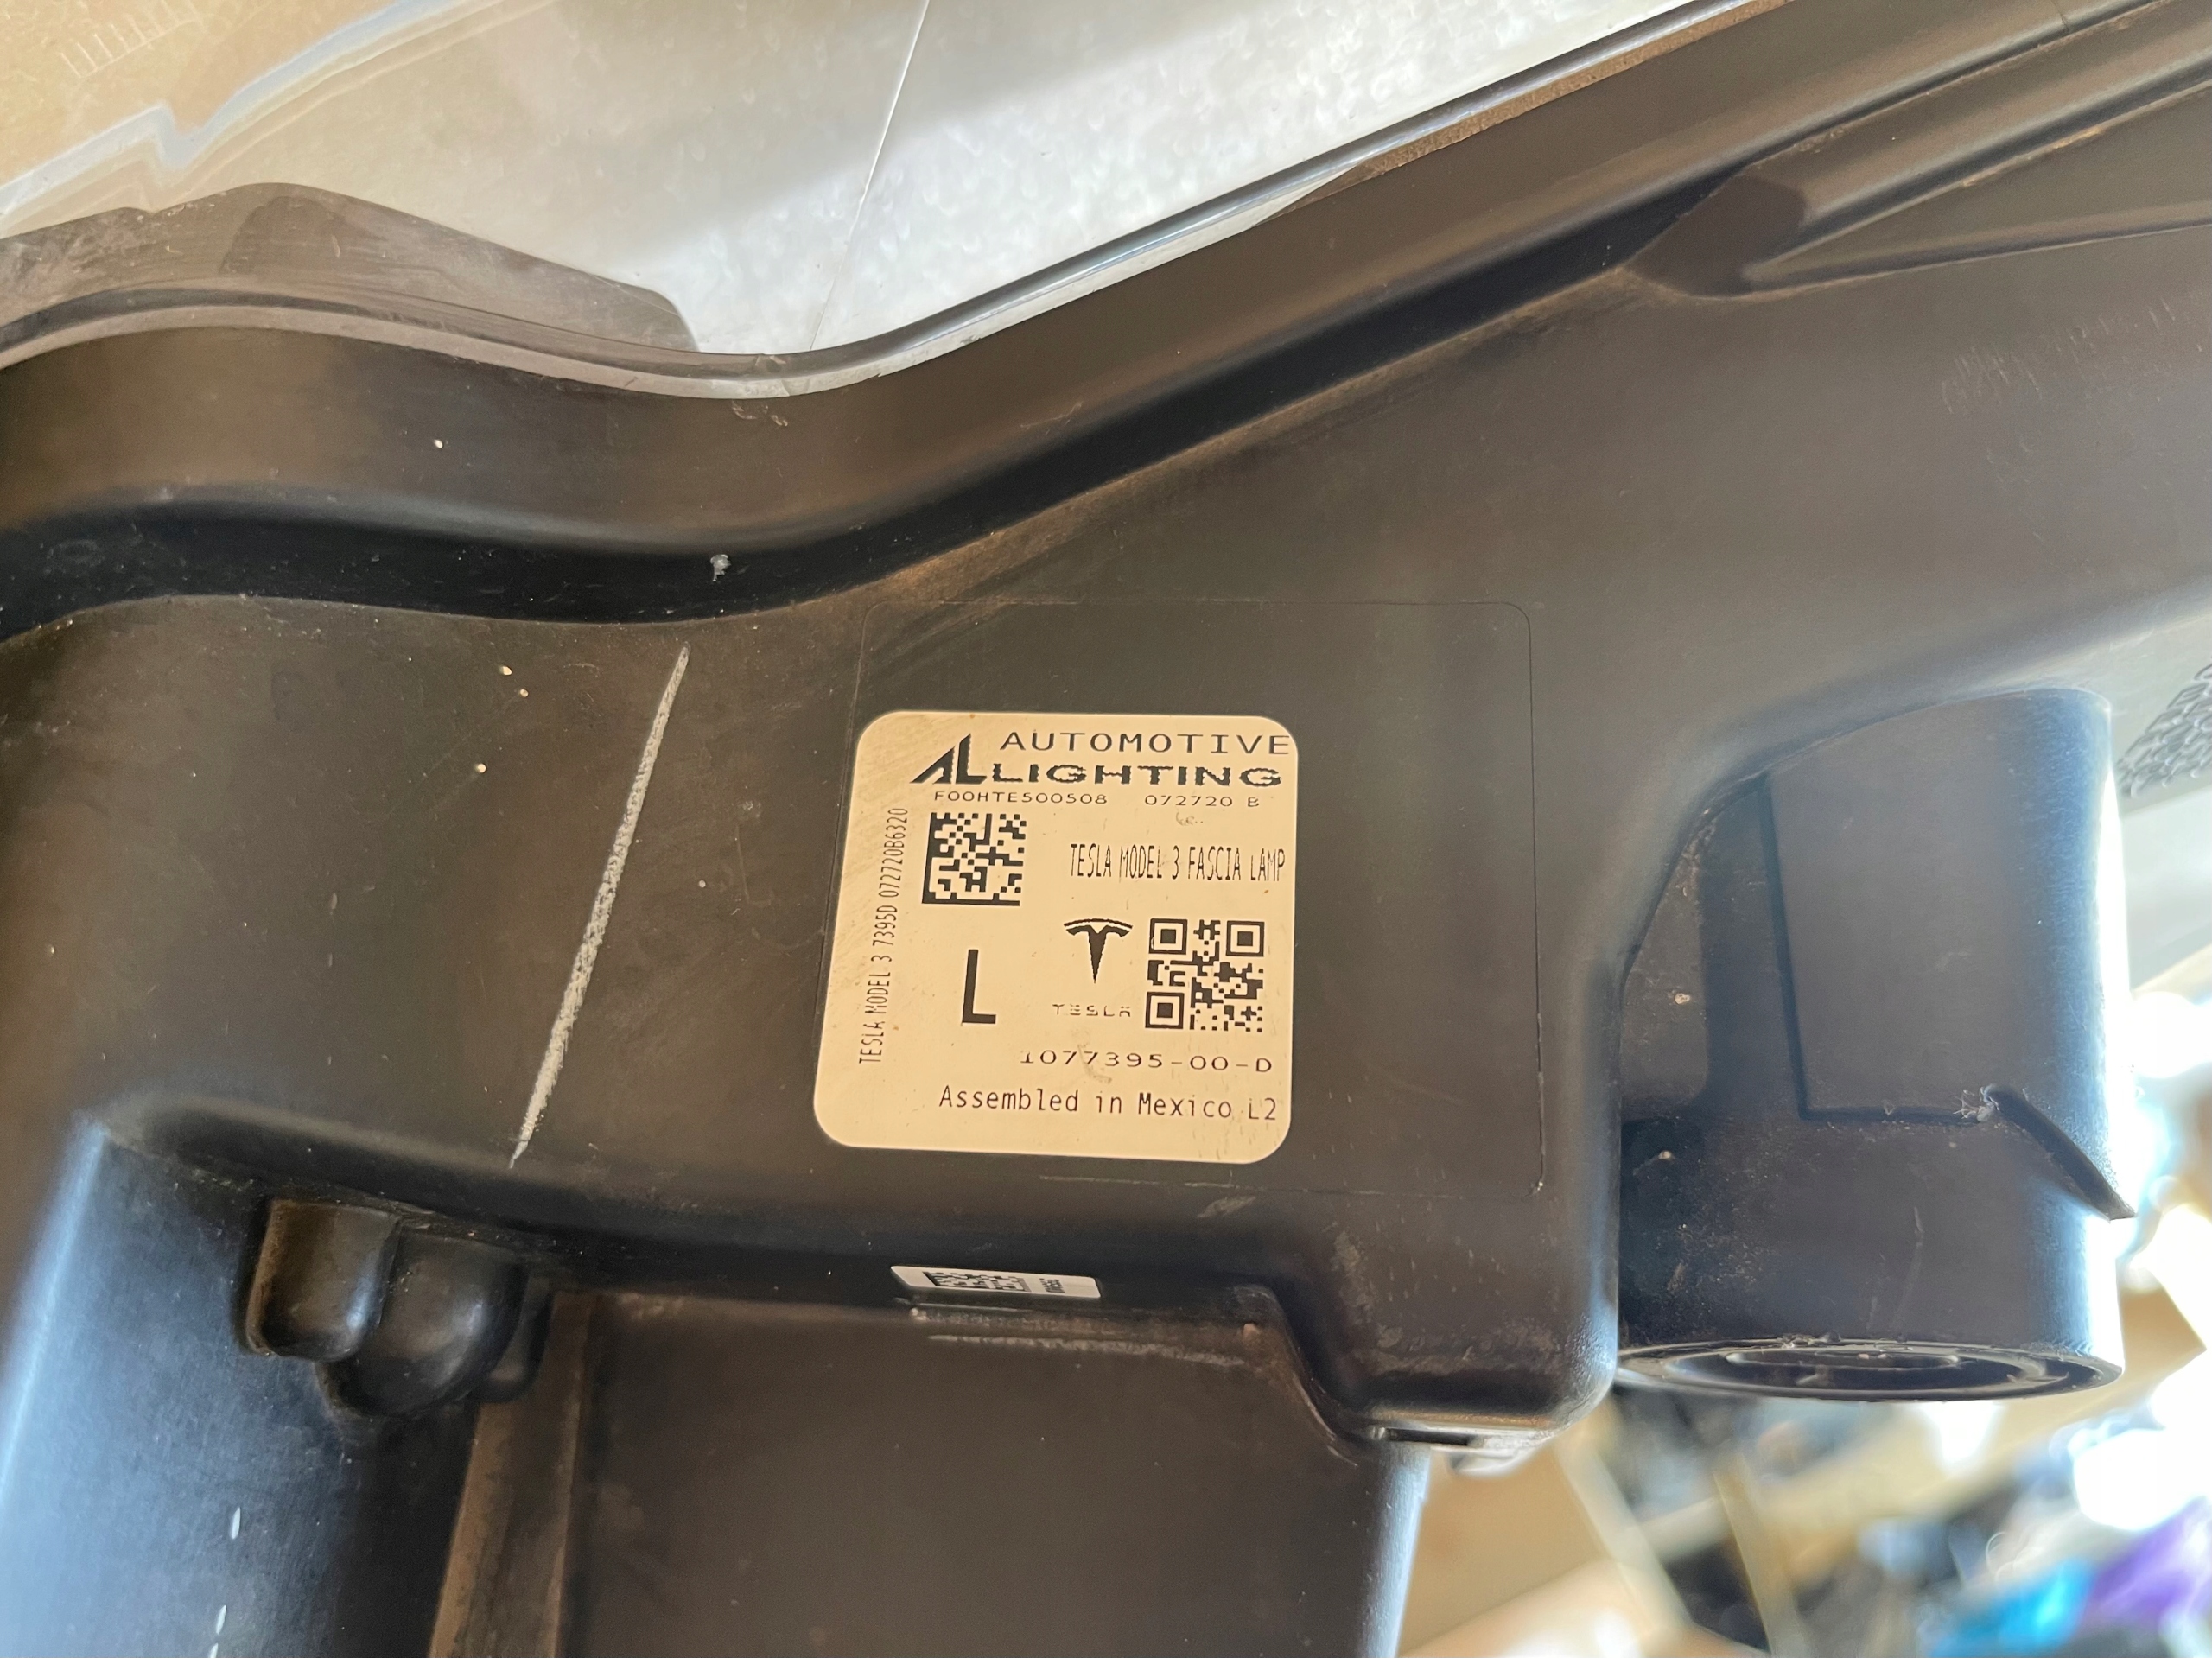 AL AUTOMOTIVE
LIGHTING
F00HTE500508 072720 B
TESLA MODEL 3 7395D 072720B6320
TESLA MODEL 3 FASCIA LAMP
L
TESLA
1077395-00-D
Assembled in Mexico L2